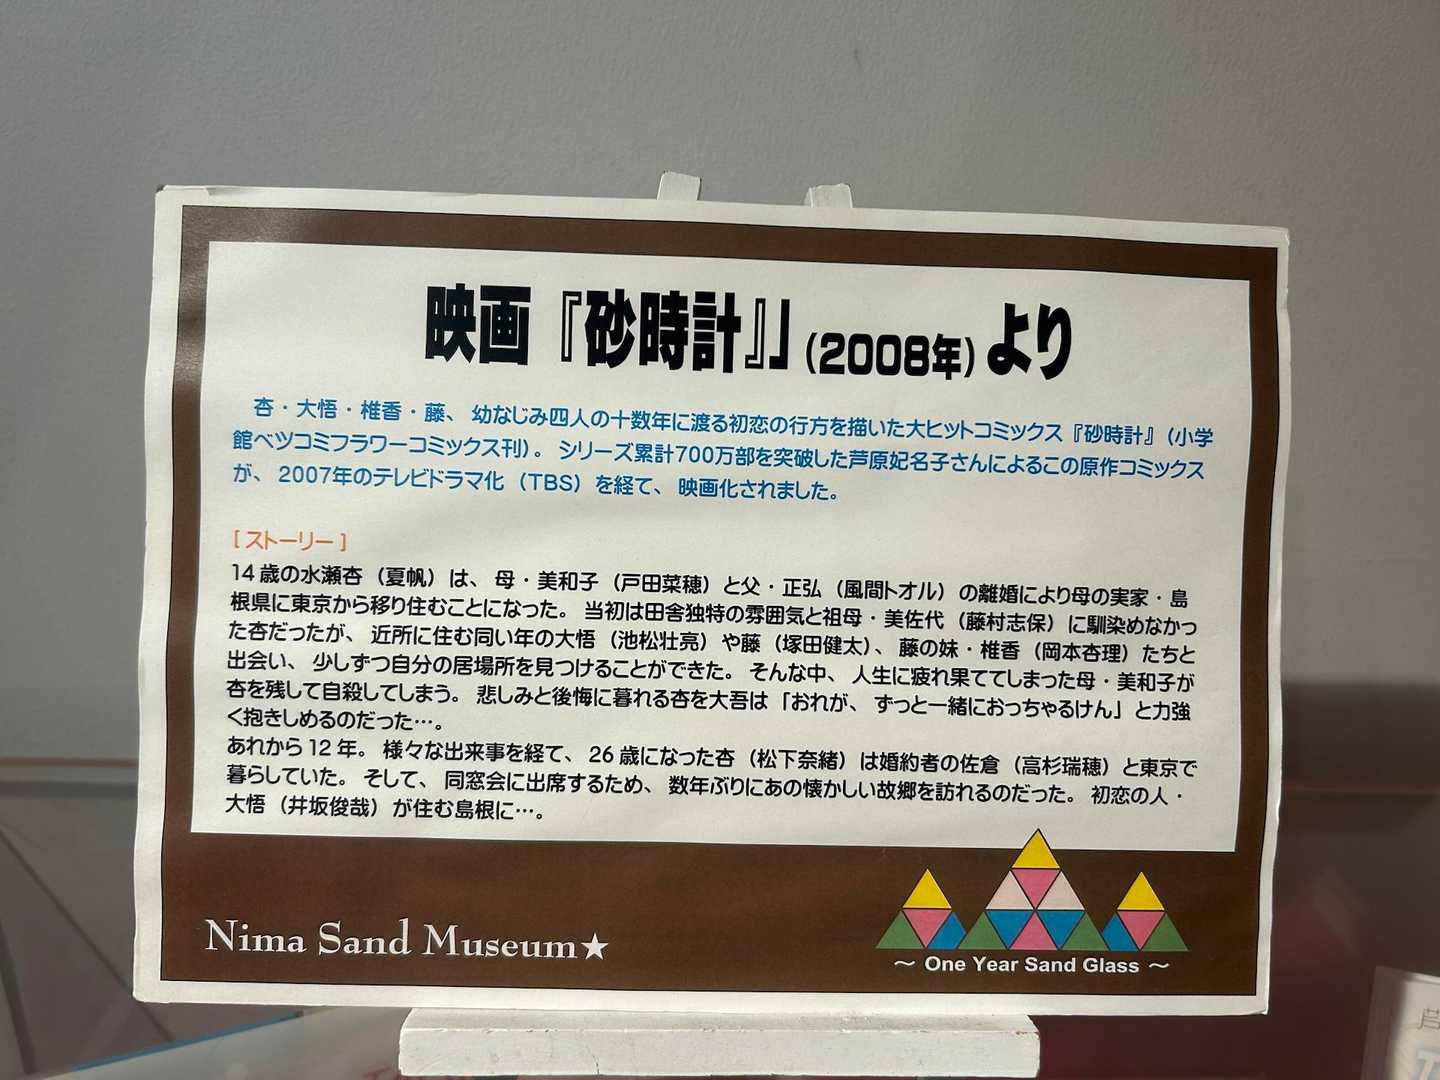 映画『砂時計』」(2008年)より
杏・大悟・椎香・藤、幼なじみ四人の十数年に渡る初恋の行方を描いた大ヒットコミックス『砂時計』(小学
館ベツコミフラワーコミックス刊)。シリーズ累計700万部を突破した芦原妃名子さんによるこの原作コミックス
が、2007年のテレビドラマ化(TBS)を経て、映画化されました。
[ストーリー]
14歳の水瀬杏(夏帆)は、母・美和子(戸田菜穂)と父・正弘(風間トオル)の離婚により母の実家・島
根県に東京から移り住むことになった。当初は田舎独特の雰囲気と祖母・美佐代(藤村志保)に馴染めなかっ
た杏だったが、近所に住む同い年の大悟(池松壮亮)や藤(塚田健太)、藤の妹・椎香(岡本杏理)たちと
出会い、少しずつ自分の居場所を見つけることができた。そんな中、人生に疲れ果ててしまった母・美和子が
杏を残して自殺してしまう。悲しみと後悔に暮れる杏を大吾は「おれが、ずっと一緒におっちゃるけん」と力強
く抱きしめるのだった…。
あれから12年。様々な出来事を経て、26歳になった杏(松下奈緒)は婚約者の佐倉(高杉瑞穂)と東京で
暮らしていた。そして、同窓会に出席するため、数年ぶりにあの懐かしい故郷を訪れるのだった。初恋の人・
大悟(井坂俊哉)が住む島根に…。
Nima Sand Museum★
～ One Year Sand Glass ～
芦